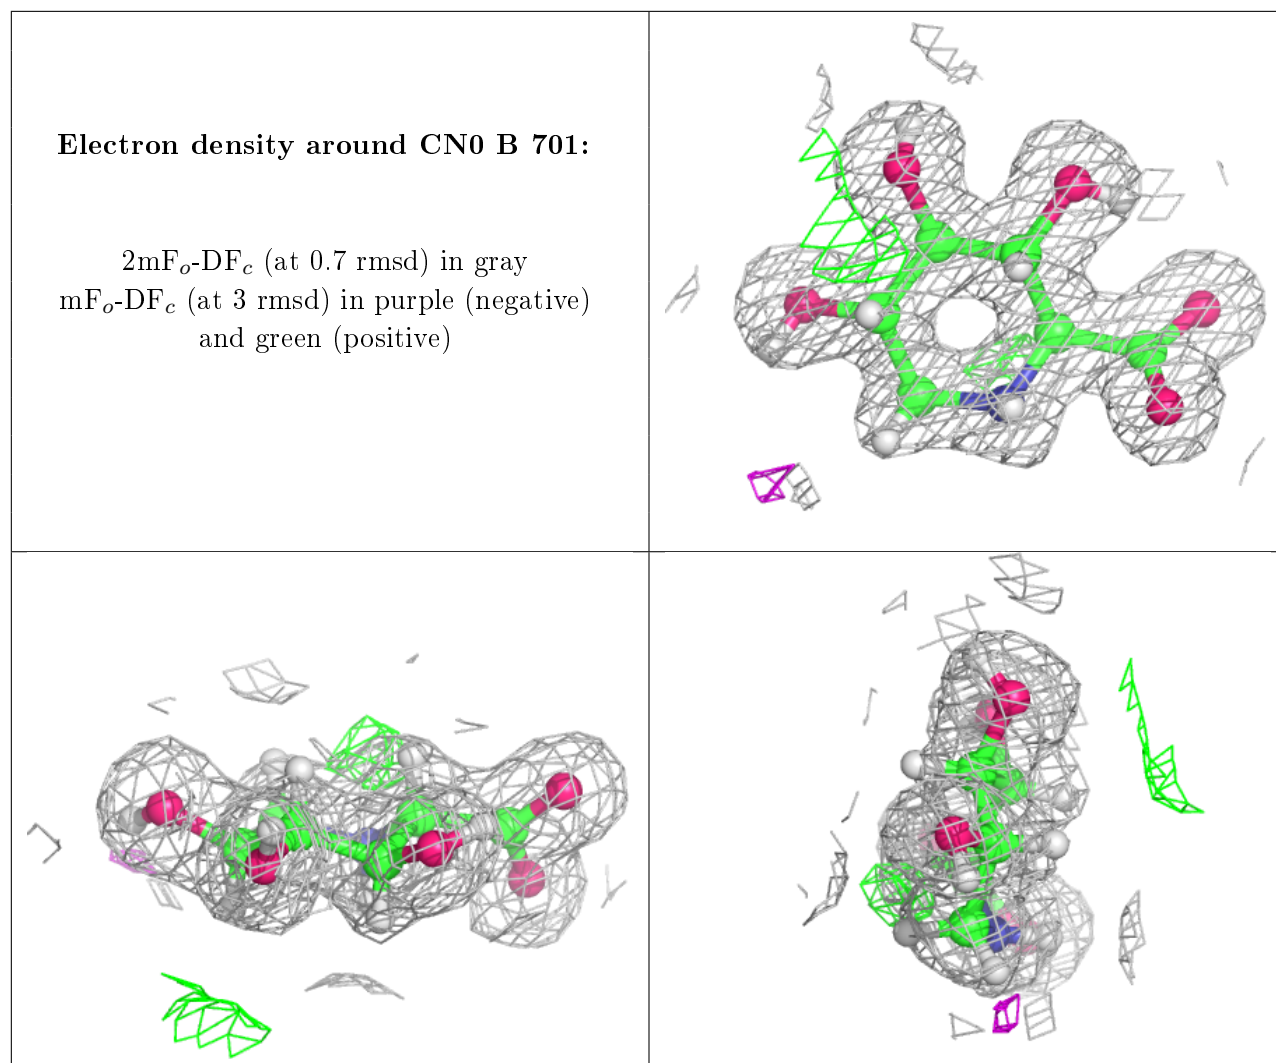 Electron density around CN0 B 701:
2mFo-DFc (at 0.7 rmsd) in gray
mFo-DFc (at 3 rmsd) in purple (negative)
and green (positive)